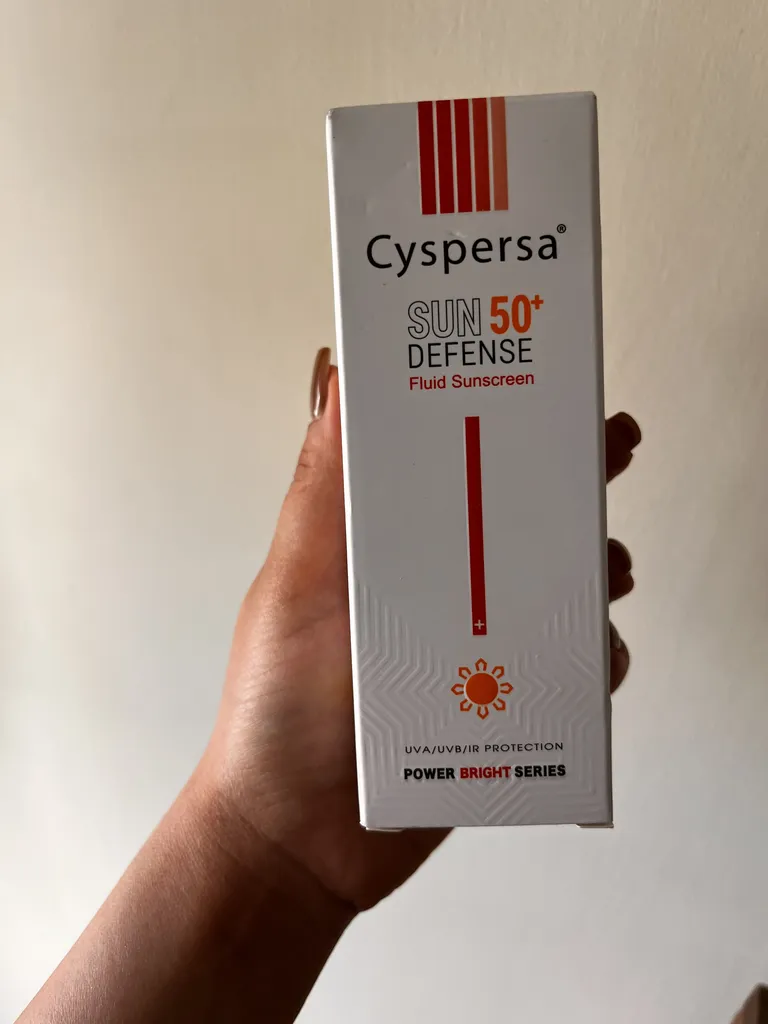 Cyspersa®
SUN 50+
DEFENSE
Fluid Sunscreen
+
UVA/UVB/IR PROTECTION
POWER BRIGHT SERIES